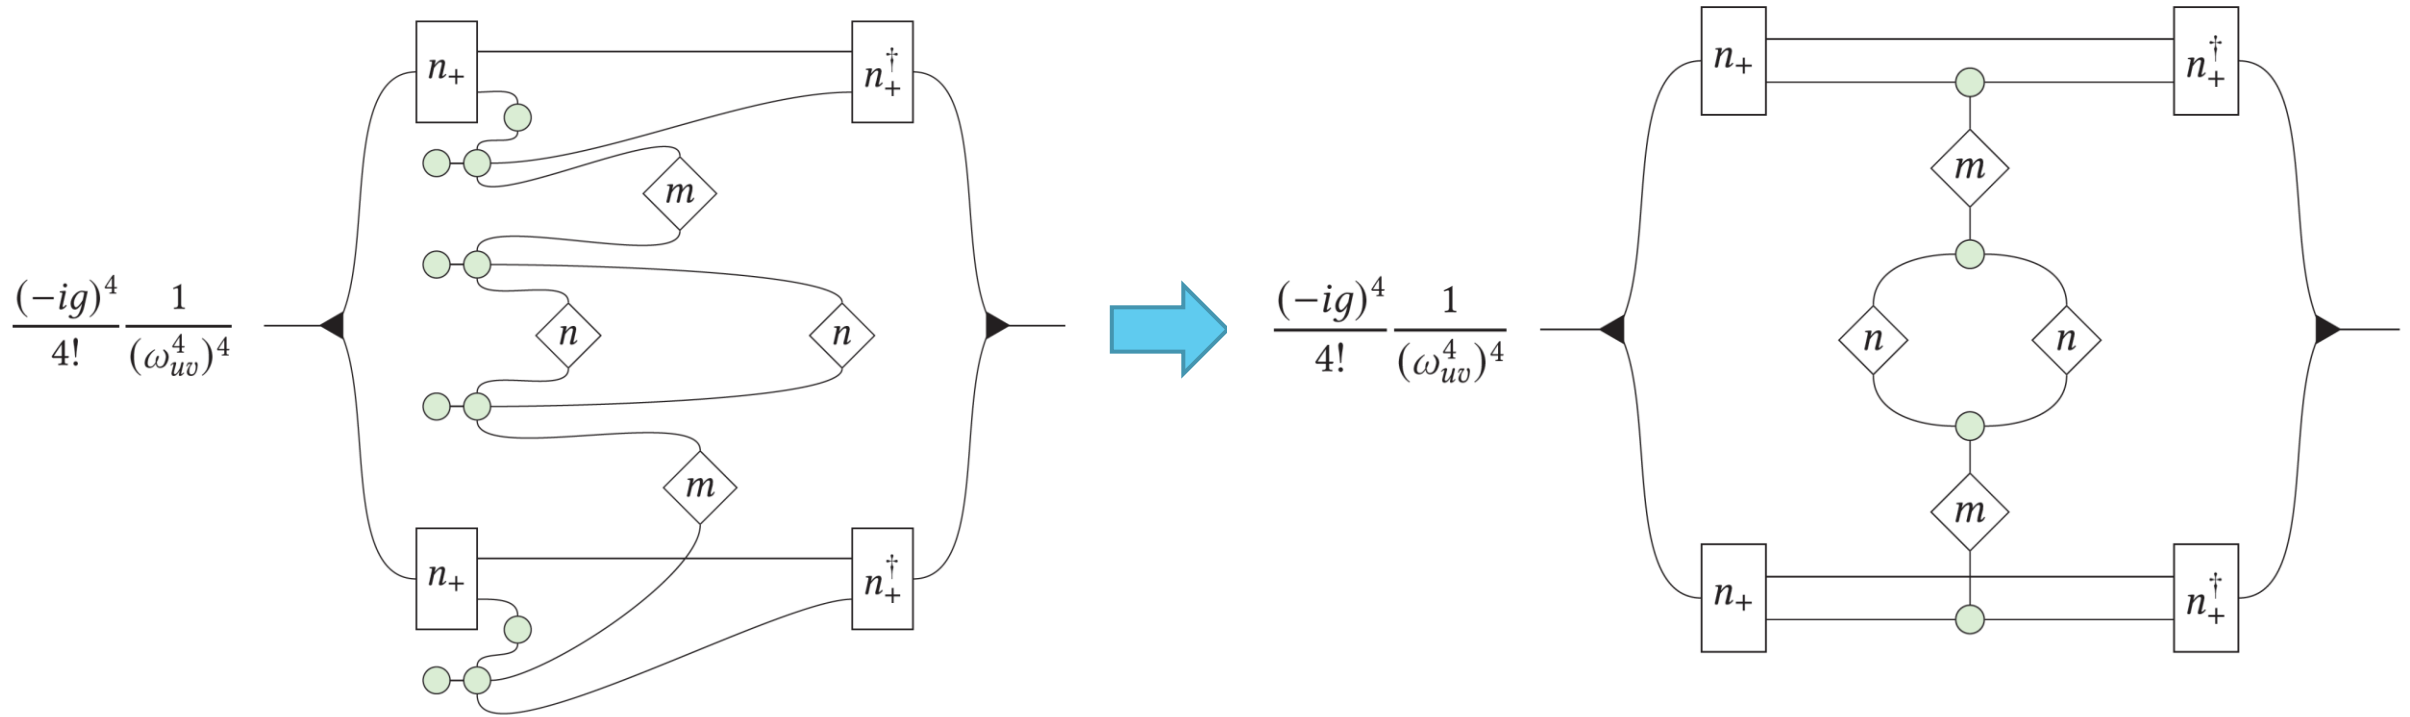 (−ig)⁴/4! 1/(ω⁴ᵤᵥ)⁴
n₊ n₊†
m
n n
m
n₊ n₊†
(−ig)⁴/4! 1/(ω⁴ᵤᵥ)⁴
n₊ n₊†
m
n n
m
n₊ n₊†